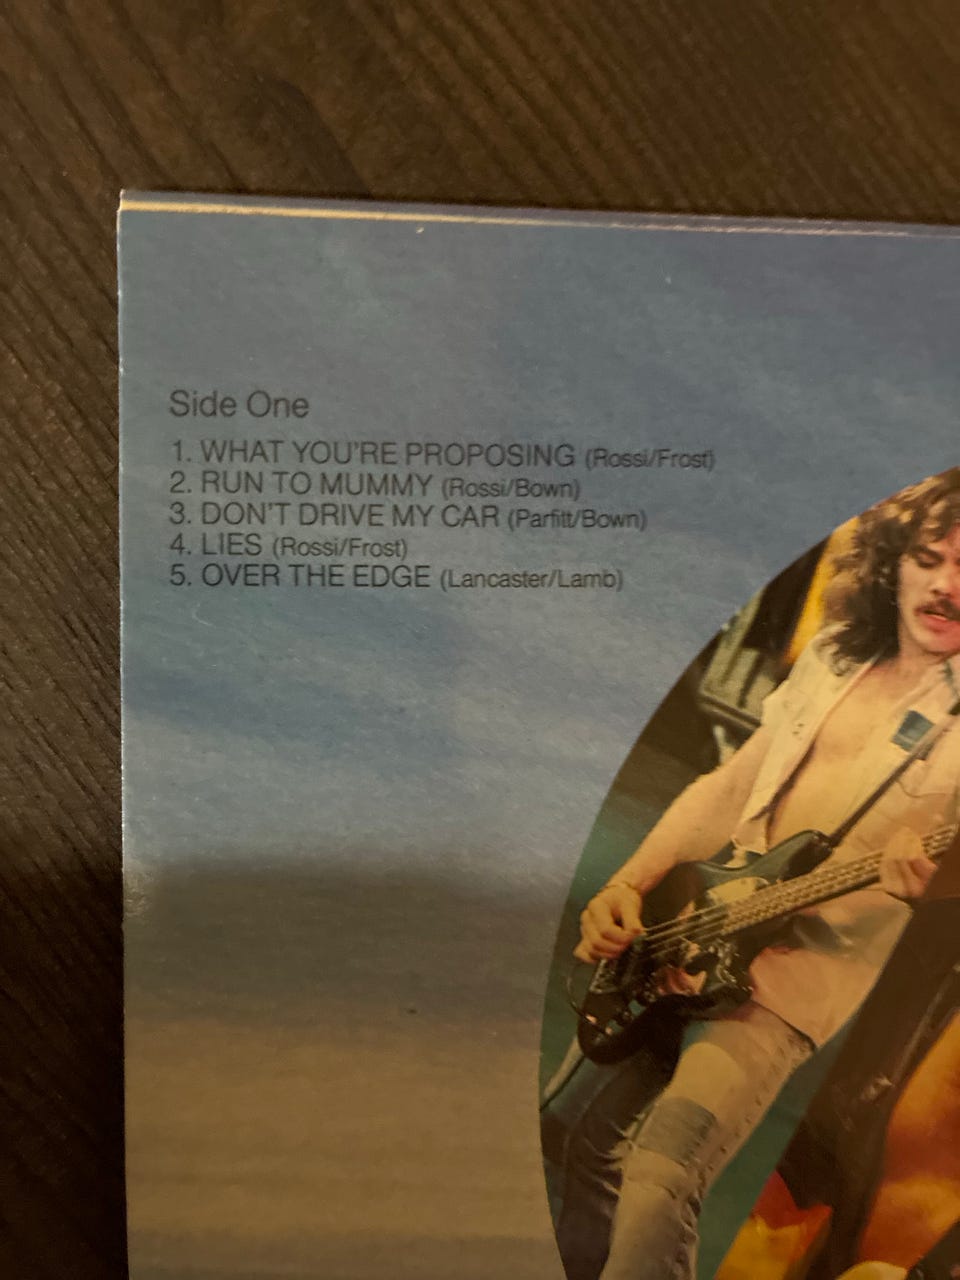 Side One
1. WHAT YOU'RE PROPOSING (Rossi/Frost)
2. RUN TO MUMMY (Rossi/Bown)
3. DON'T DRIVE MY CAR (Parfitt/Bown)
4. LIES (Rossi/Frost)
5. OVER THE EDGE (Lancaster/Lamb)